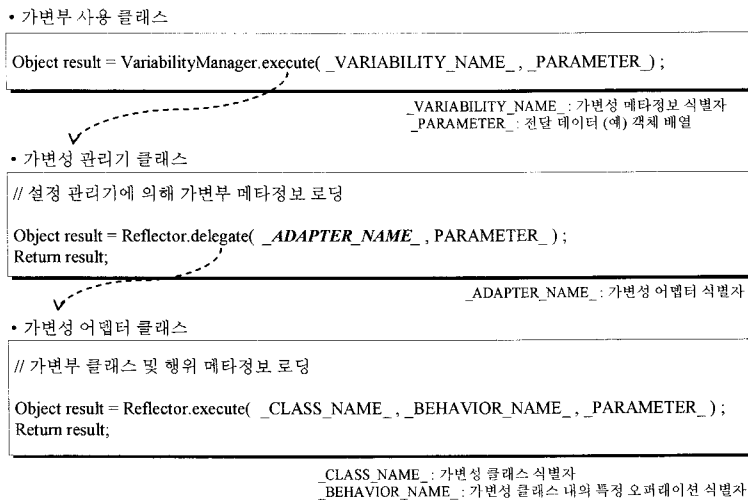 • 가변부 사용 클래스
Object result = VariabilityManager.execute( _VARIABILITY_NAME_ , _PARAMETER_) ;
_VARIABILITY_NAME_ : 가변성 메타정보 식별자
_PARAMETER_ : 전달 데이터 (예) 객체 배열
• 가변성 관리기 클래스
// 설정 관리기에 의해 가변부 메타정보 로딩
Object result = Reflector.delegate( _ADAPTER_NAME_ , PARAMETER_ ) ;
Return result;
_ADAPTER_NAME_ : 가변성 어뎁터 식별자
• 가변성 어뎁터 클래스
// 가변부 클래스 및 행위 메타정보 로딩
Object result = Reflector.execute( _CLASS_NAME_ , _BEHAVIOR_NAME_ , _PARAMETER_ ) ;
Return result;
_CLASS_NAME_ : 가변성 클래스 식별자
_BEHAVIOR_NAME_ : 가변성 클래스 내의 특정 오퍼레이션 식별자